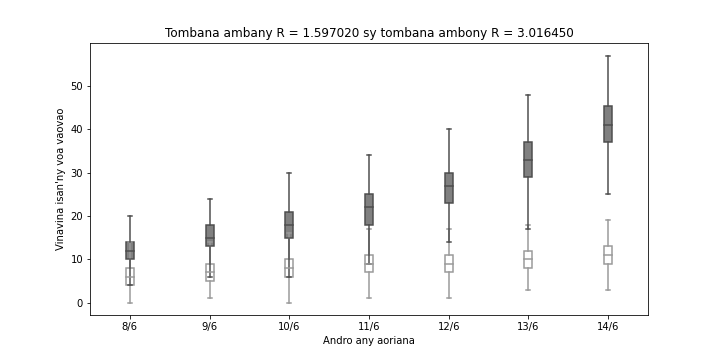 Tombana ambany R = 1.597020 sy tombana ambony R = 3.016450
Vinavina isan'ny voa vaovao
50
40
30
20
10
0
8/6 9/6 10/6 11/6 12/6 13/6 14/6
Andro any aoriana